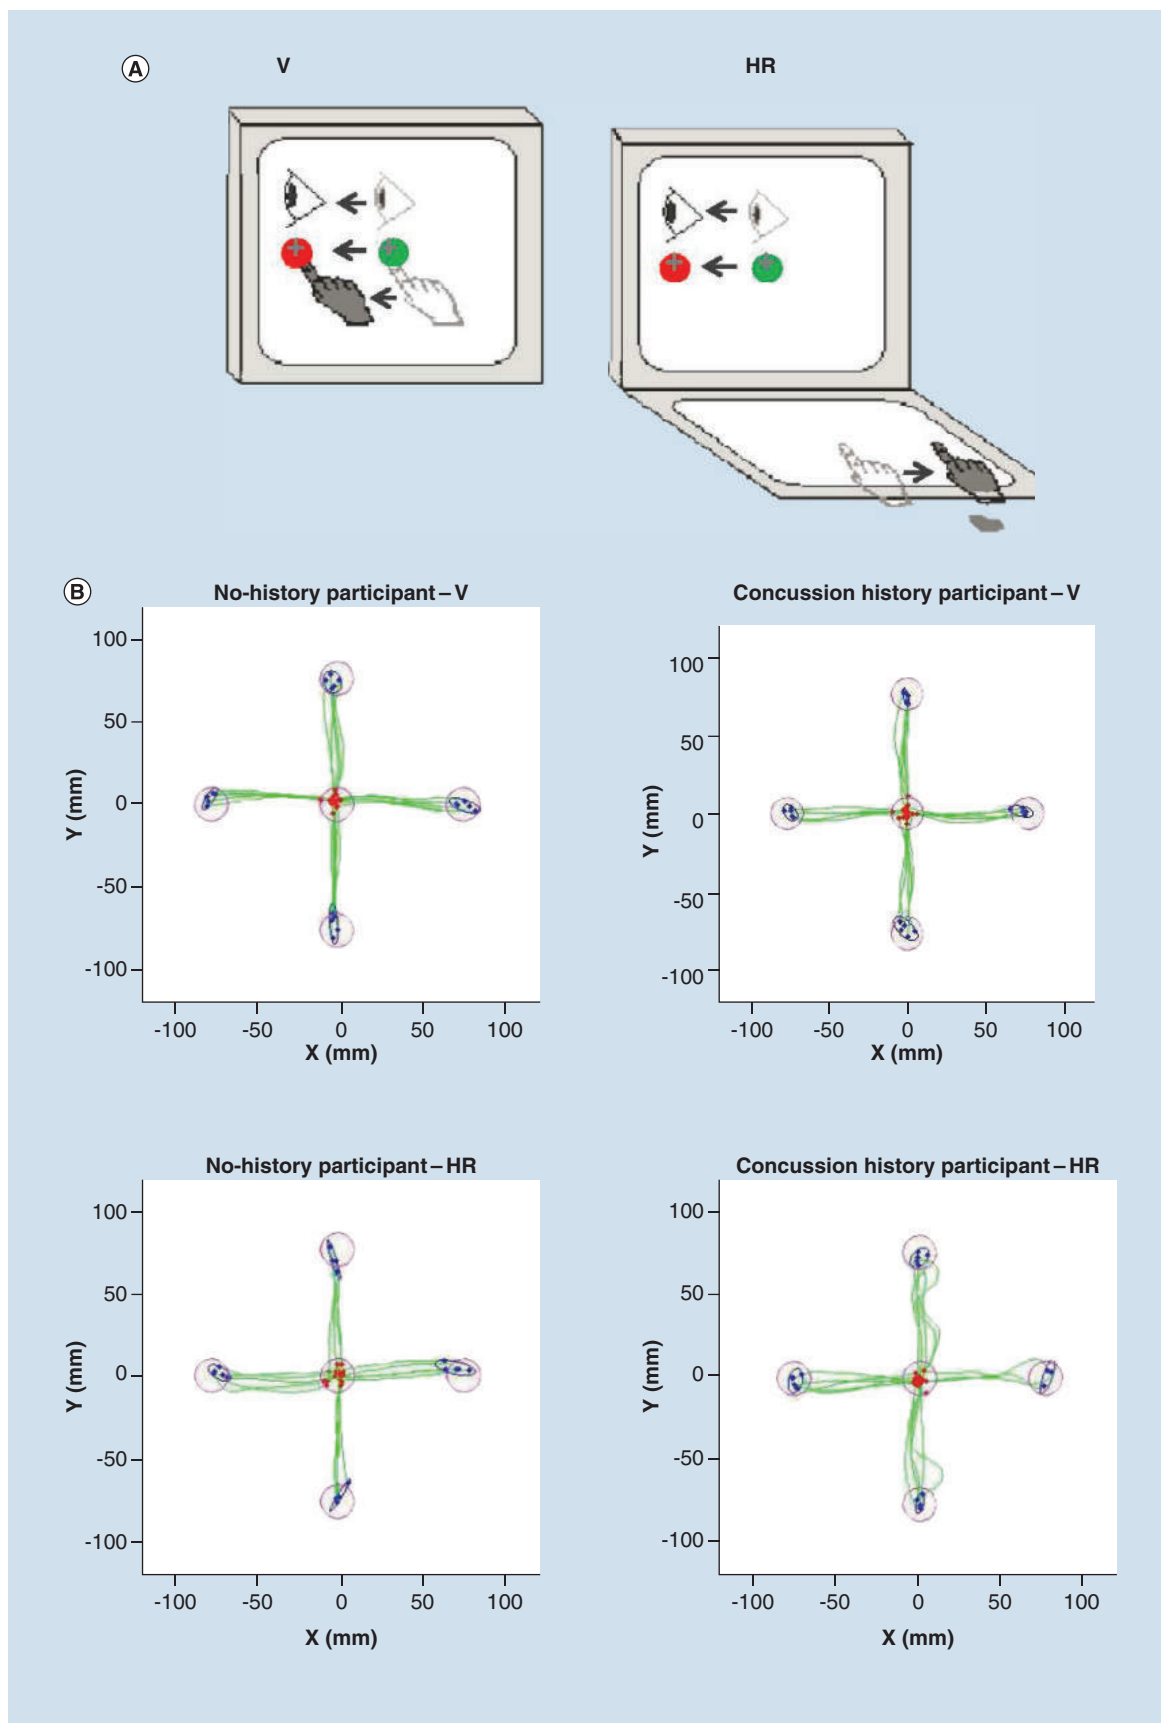 A
V
HR
B
No-history participant – V
100
50
0
-50
-100
Y (mm)
-100 -50 0 50 100
X (mm)
Concussion history participant – V
100
50
0
-50
-100
Y (mm)
-100 -50 0 50 100
X (mm)
No-history participant – HR
100
50
0
-50
-100
Y (mm)
-100 -50 0 50 100
X (mm)
Concussion history participant – HR
100
50
0
-50
-100
Y (mm)
-100 -50 0 50 100
X (mm)